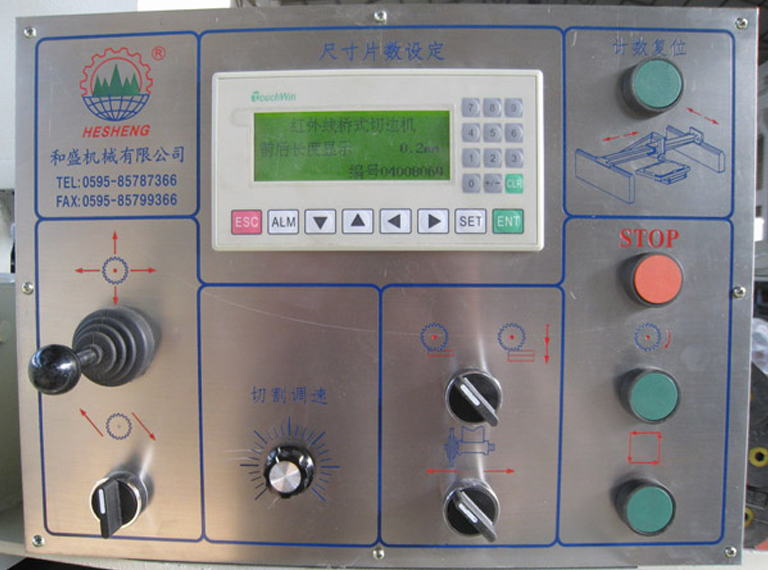 ®
HESHENG
和盛机械有限公司
TEL:0595-85787366
FAX:0595-85799366
尺寸片数设定
TouchWin
红外线桥式切边机
前后长度显示 0.2mm
编号04008069
7 8 9
4 5 6
1 2 3
0 +/- CLR
ESC ALM SET ENT
计数复位
STOP
切割调速